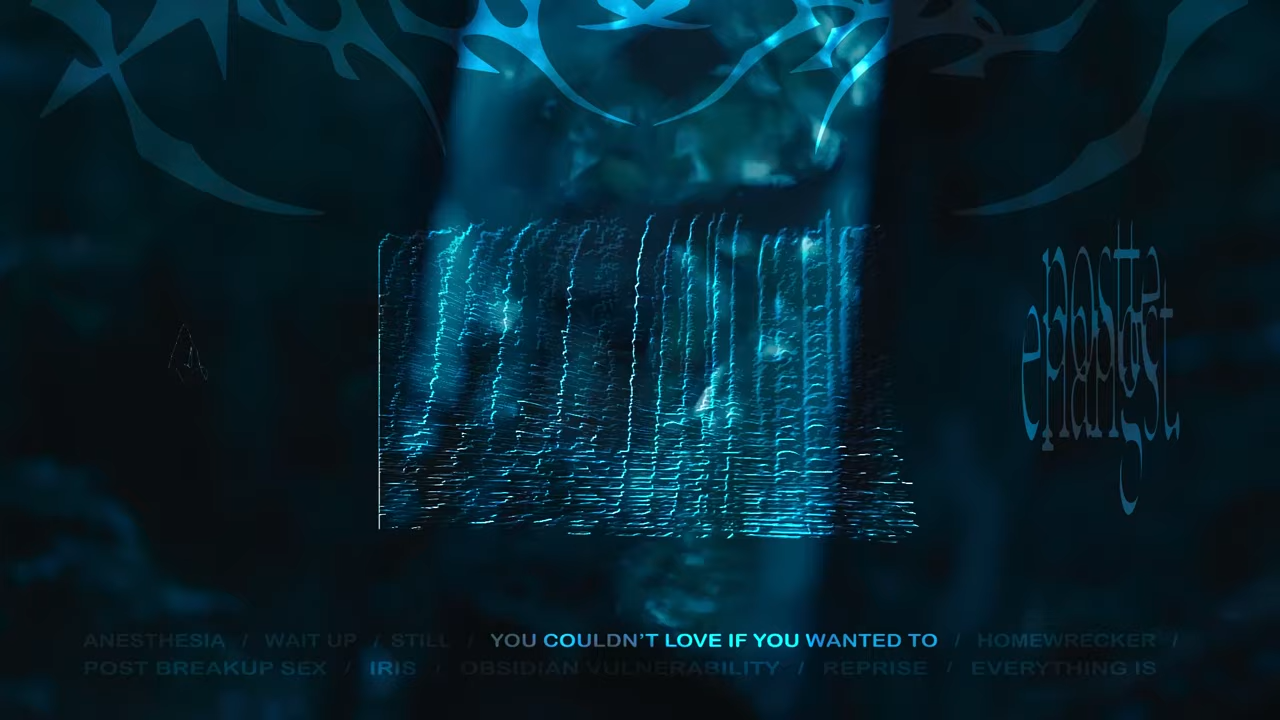 ANESTHESIA / WAIT UP / STILL / YOU COULDN’T LOVE IF YOU WANTED TO / HOMEWRECKER /
POST BREAKUP SEX / IRIS / OBSIDIAN VULNERABILITY / REPRISE / EVERYTHING IS